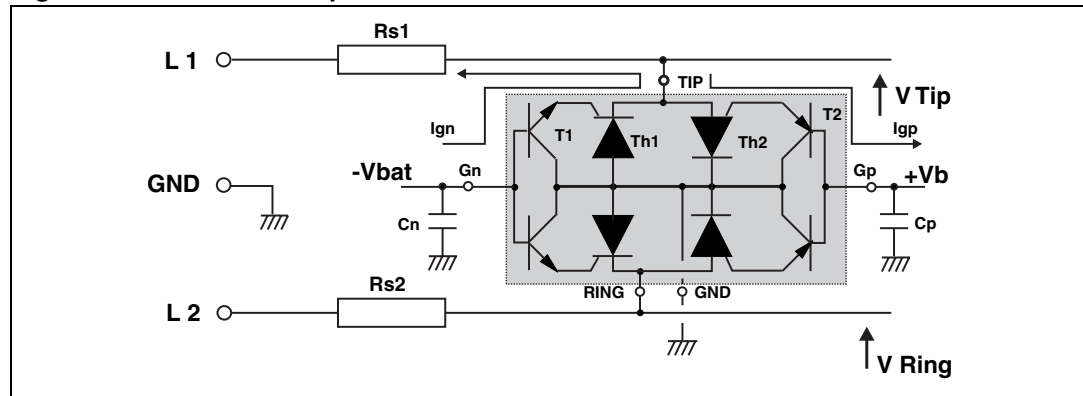 Rs1
L 1
TIP
V Tip
Ign
T1
Th1
Th2
T2
Igp
-Vbat
Gn
Gp
+Vb
GND
Cn
Cp
Rs2
RING
GND
L 2
V Ring